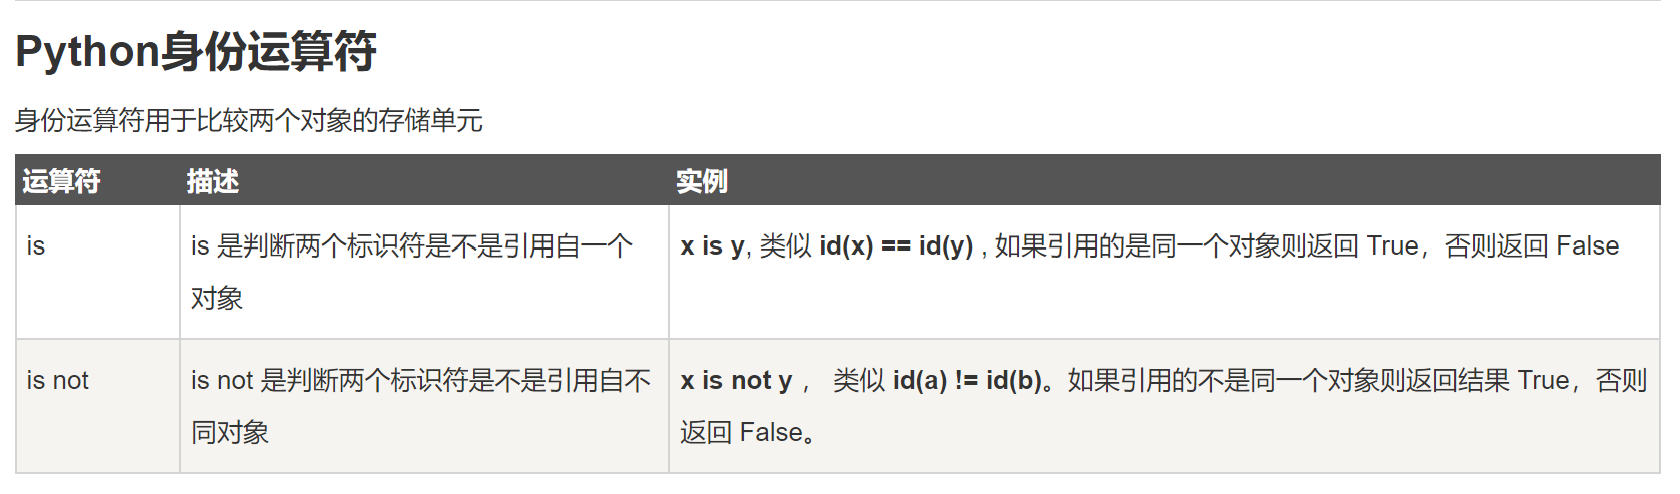 Python身份运算符
身份运算符用于比较两个对象的存储单元
运算符 描述 实例
is is 是判断两个标识符是不是引用自一个 x is y, 类似 id(x) == id(y) , 如果引用的是同一个对象则返回 True，否则返回 False
对象
is not is not 是判断两个标识符是不是引用自不 x is not y ， 类似 id(a) != id(b)。如果引用的不是同一个对象则返回结果 True，否则
同对象 返回 False。